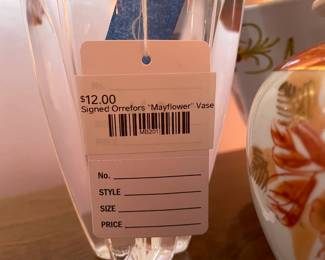 $12.00
Signed Orrefors "Mayflower" Vase
No.
STYLE
SIZE
PRICE